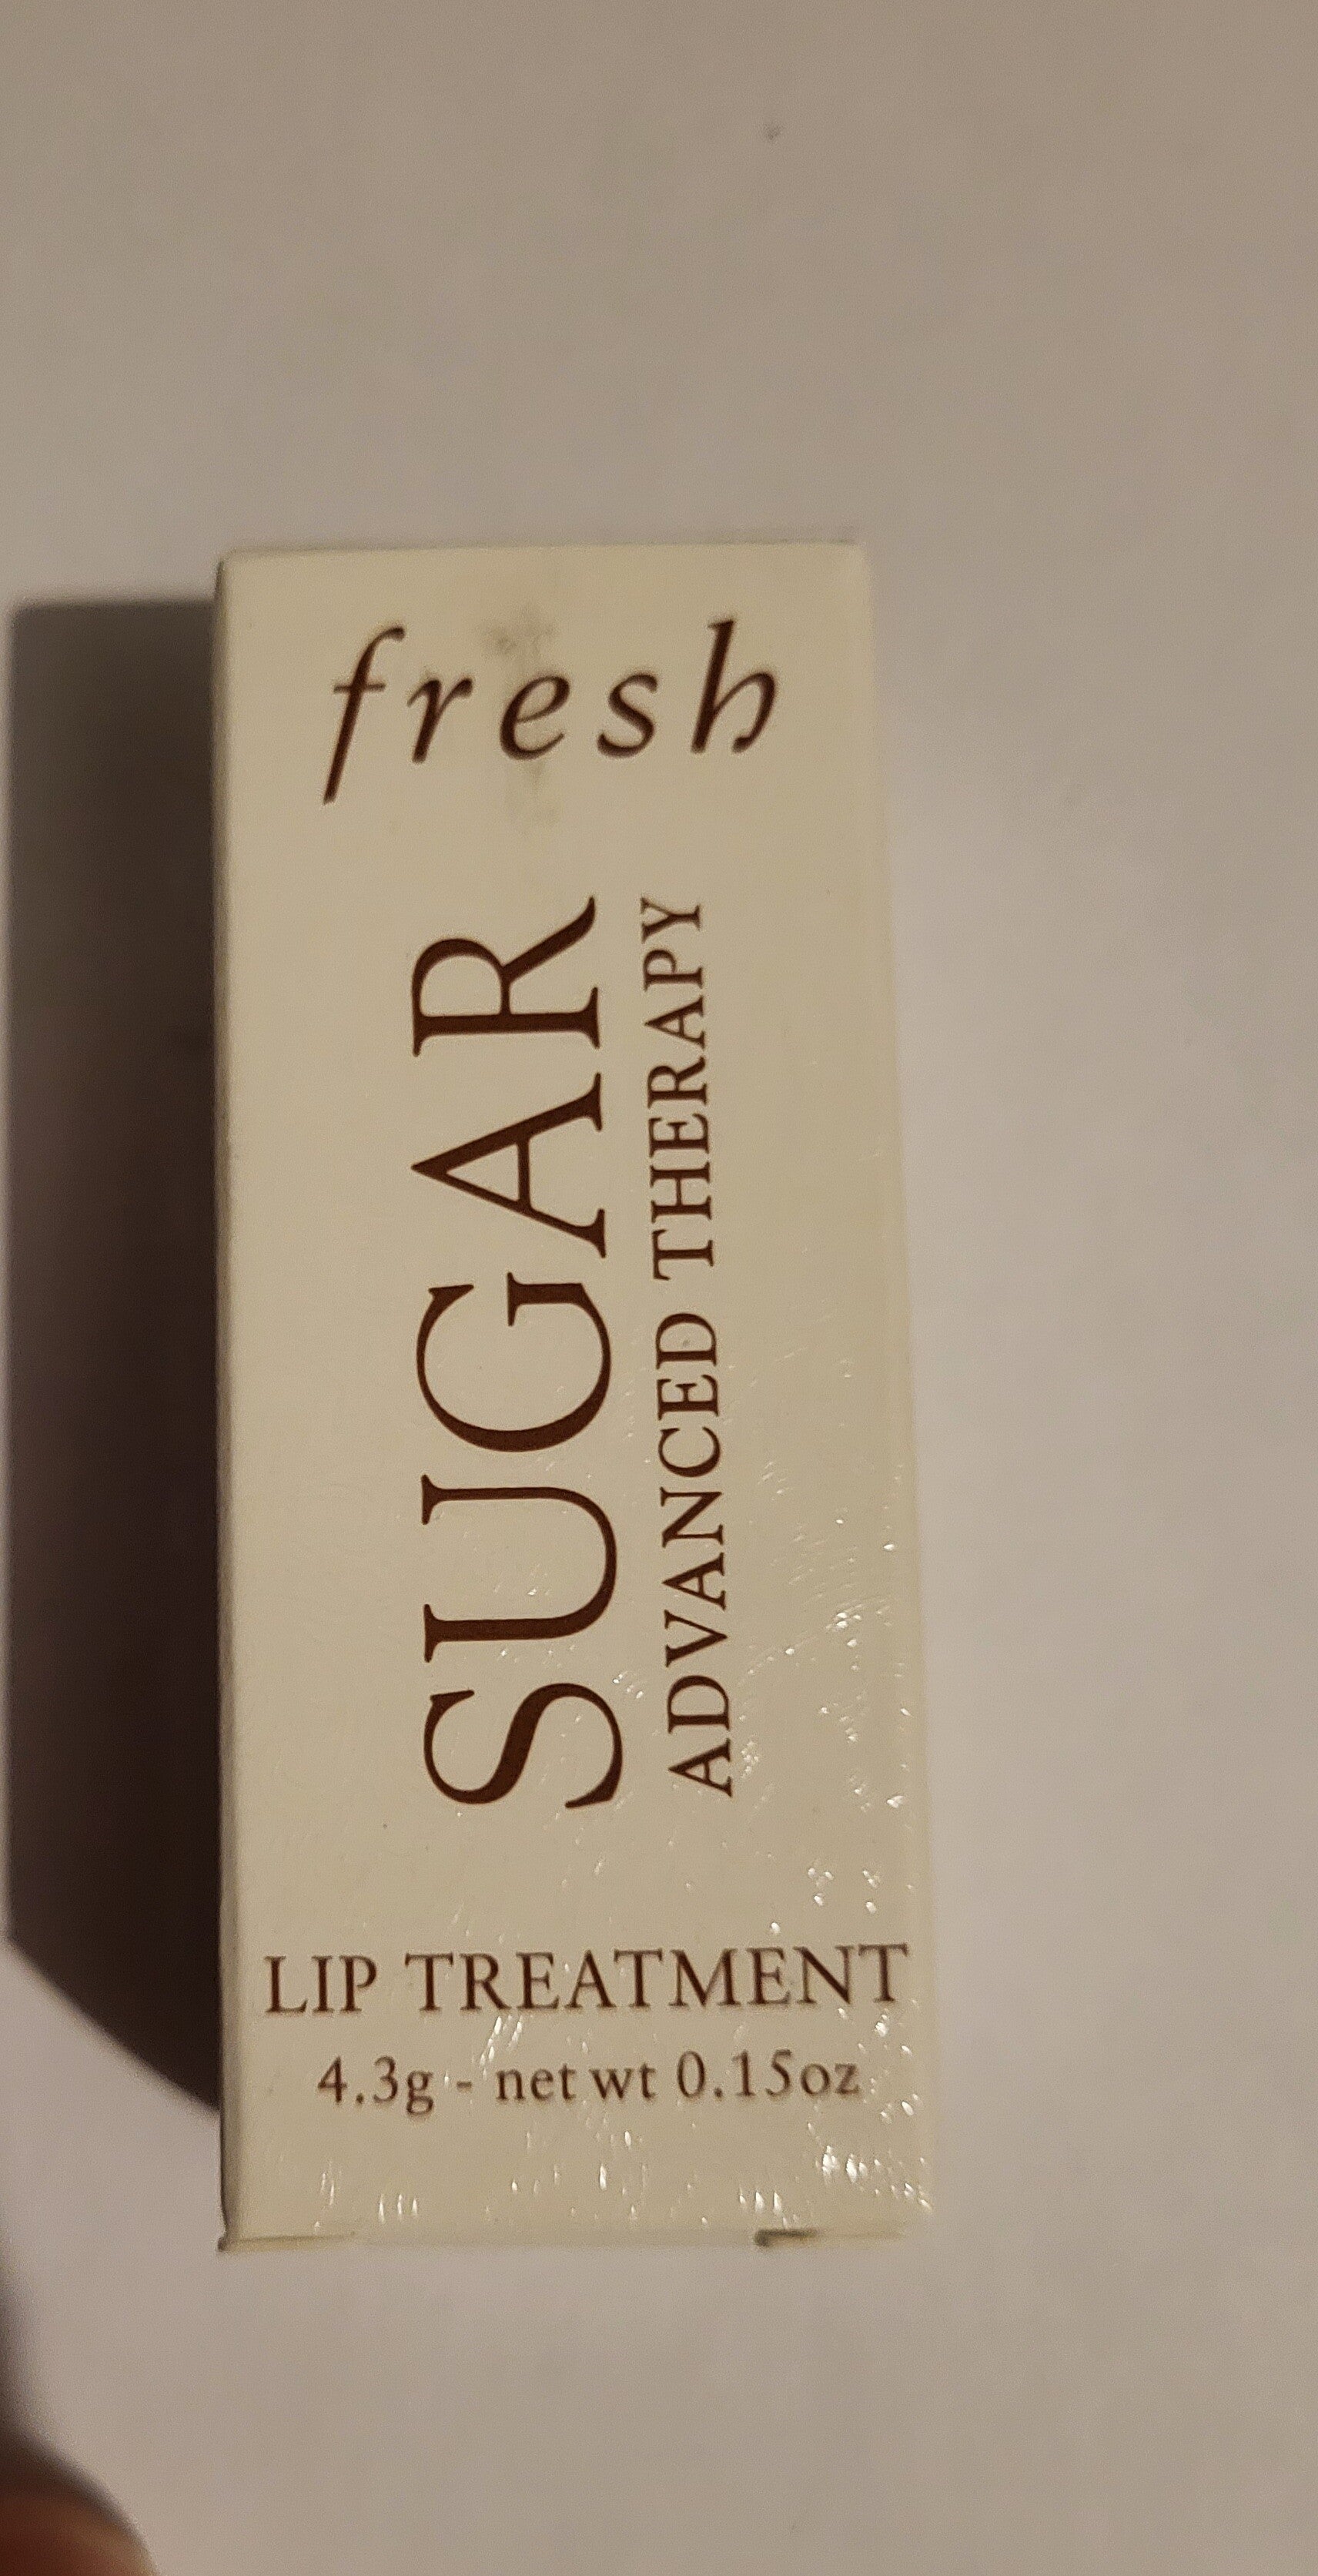 fresh
SUGAR
ADVANCED THERAPY
LIP TREATMENT
4.3g - net wt 0.15oz